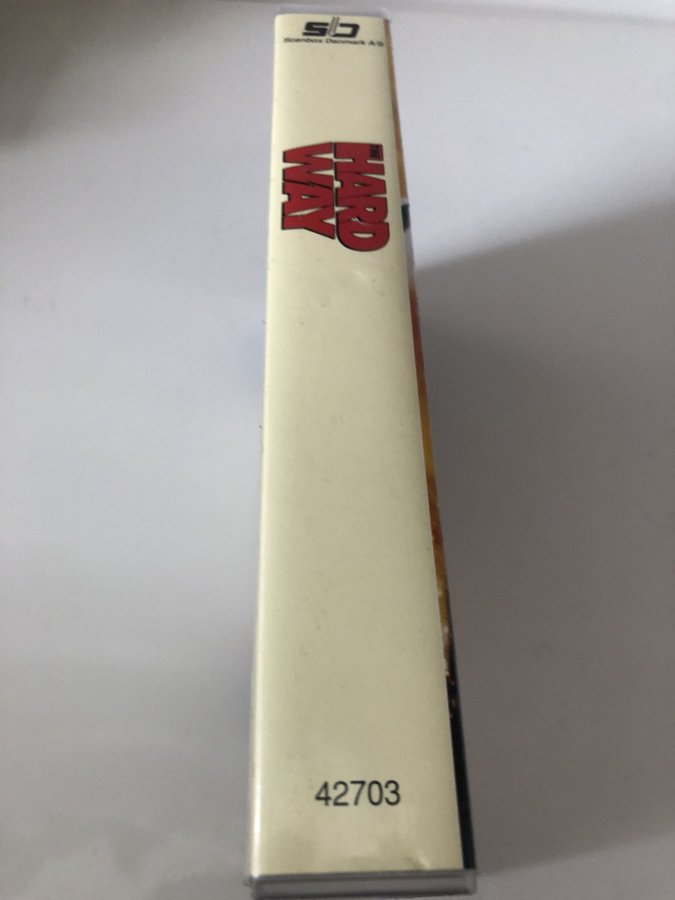 sb
Scanbox Danmark A·S
THE
HARD
WAY
42703